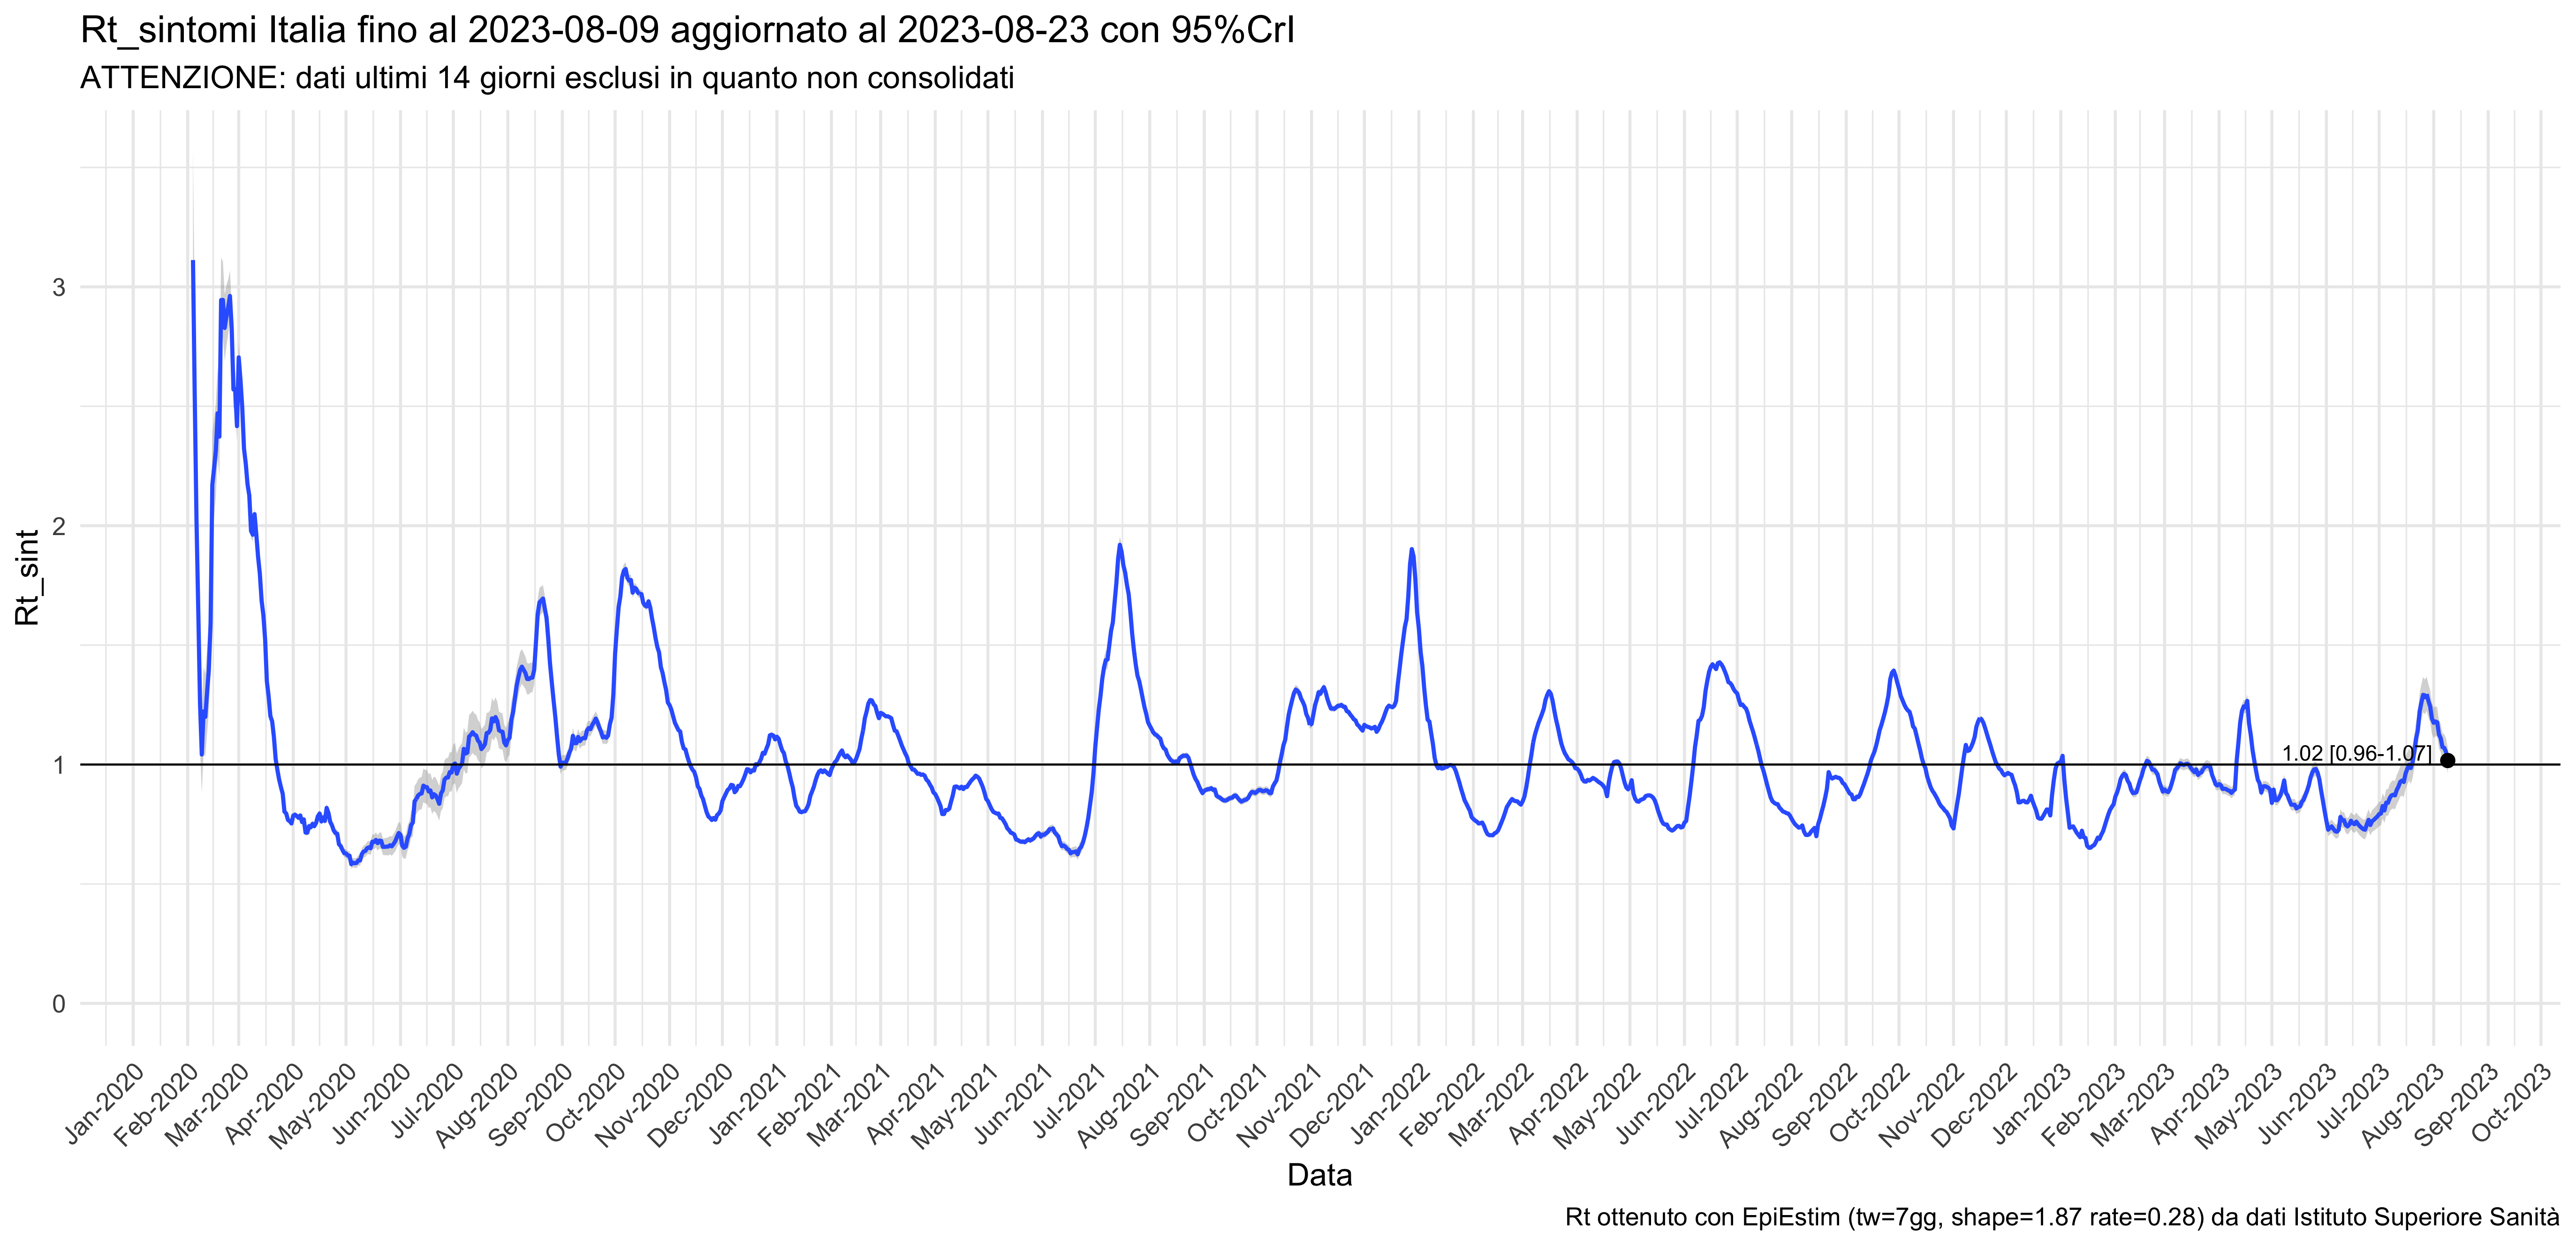 Rt_sintomi Italia fino al 2023-08-09 aggiornato al 2023-08-23 con 95%CrI
ATTENZIONE: dati ultimi 14 giorni esclusi in quanto non consolidati
Rt_sint
3
2
1
0
1.02 [0.96-1.07]
Jan-2020
Feb-2020
Mar-2020
Apr-2020
May-2020
Jun-2020
Jul-2020
Aug-2020
Sep-2020
Oct-2020
Nov-2020
Dec-2020
Jan-2021
Feb-2021
Mar-2021
Apr-2021
May-2021
Jun-2021
Jul-2021
Aug-2021
Sep-2021
Oct-2021
Nov-2021
Dec-2021
Jan-2022
Feb-2022
Mar-2022
Apr-2022
May-2022
Jun-2022
Jul-2022
Aug-2022
Sep-2022
Oct-2022
Nov-2022
Dec-2022
Jan-2023
Feb-2023
Mar-2023
Apr-2023
May-2023
Jun-2023
Jul-2023
Aug-2023
Sep-2023
Oct-2023
Data
Rt ottenuto con EpiEstim (tw=7gg, shape=1.87 rate=0.28) da dati Istituto Superiore Sanità